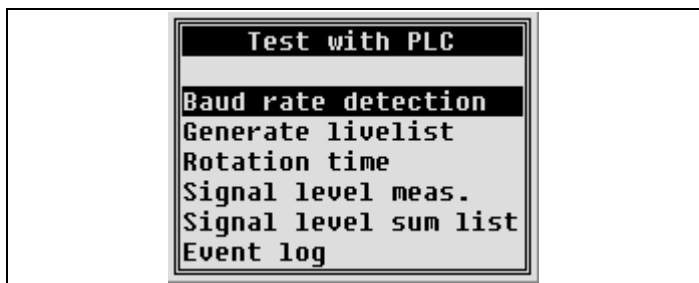 Test with PLC
Baud rate detection
Generate livelist
Rotation time
Signal level meas.
Signal level sum list
Event log